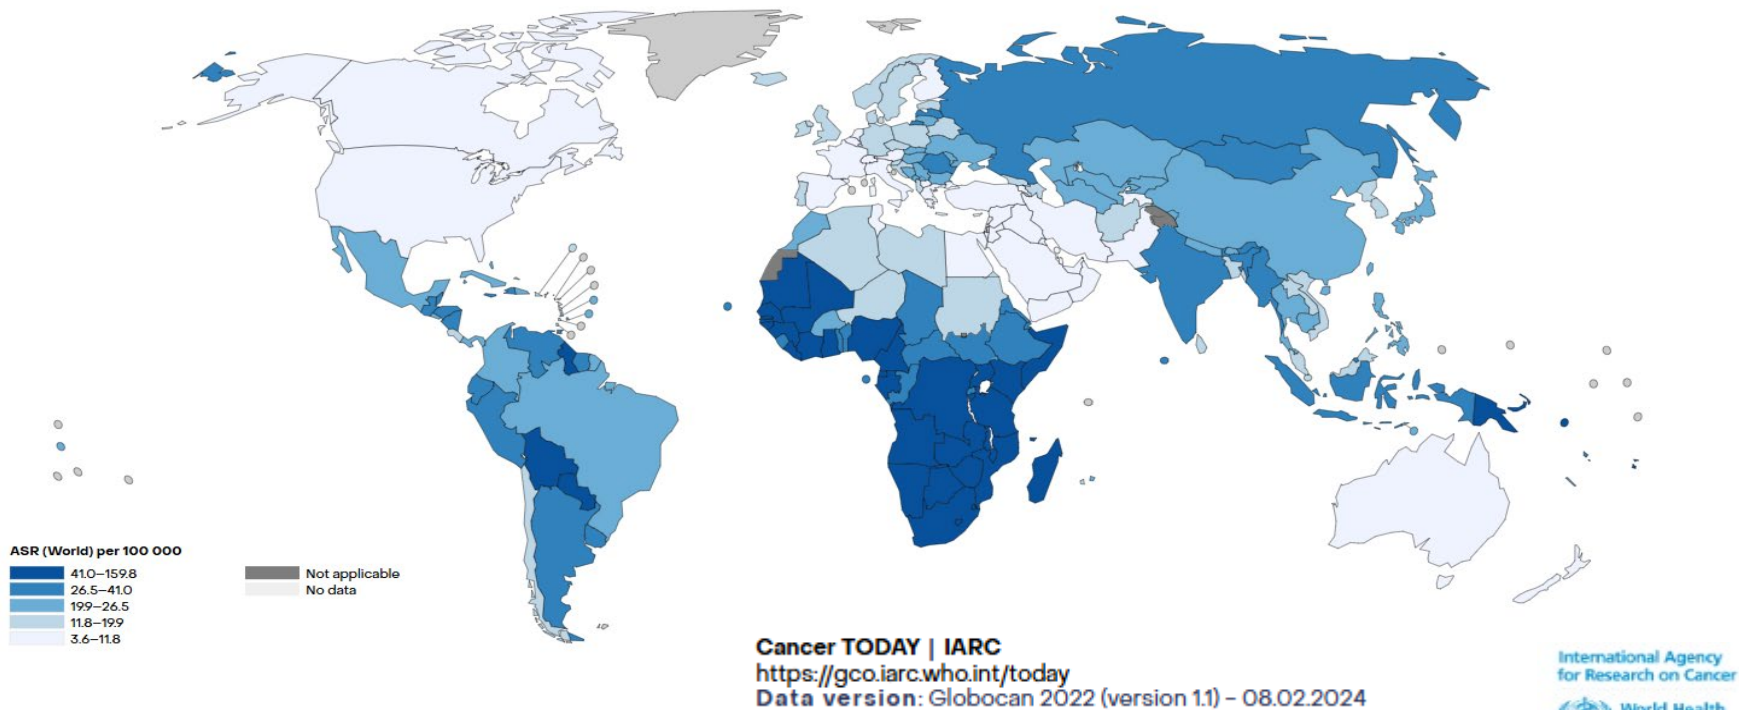 ASR (World) per 100 000
41.0–159.8
26.5–41.0
19.9–26.5
11.8–19.9
3.6–11.8
Not applicable
No data
Cancer TODAY | IARC
https://gco.iarc.who.int/today
Data version: Globocan 2022 (version 1.1) – 08.02.2024
International Agency
for Research on Cancer
World Health